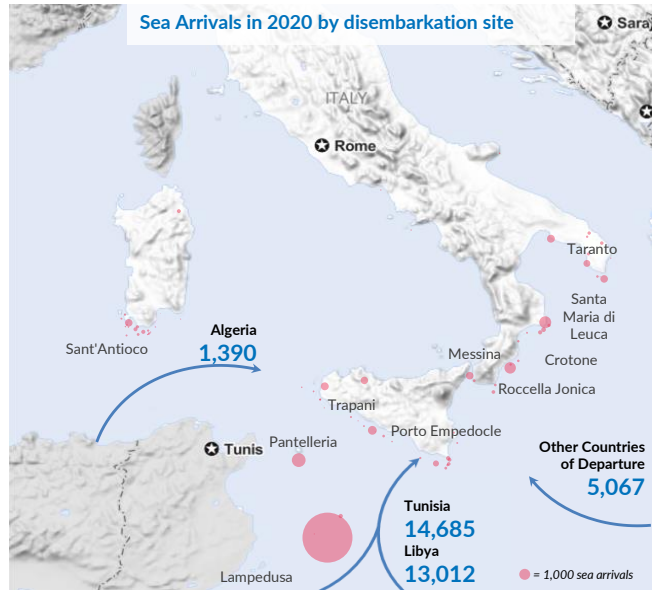 Sea Arrivals in 2020 by disembarkation site
Saraj
ITALY
Rome
Taranto
Santa
Maria di
Leuca
Algeria
1,390
Sant'Antioco
Messina
Crotone
Roccella Jonica
Trapani
Porto Empedocle
Pantelleria
Tunis
Other Countries
of Departure
5,067
Tunisia
14,685
Libya
13,012
Lampedusa
= 1,000 sea arrivals